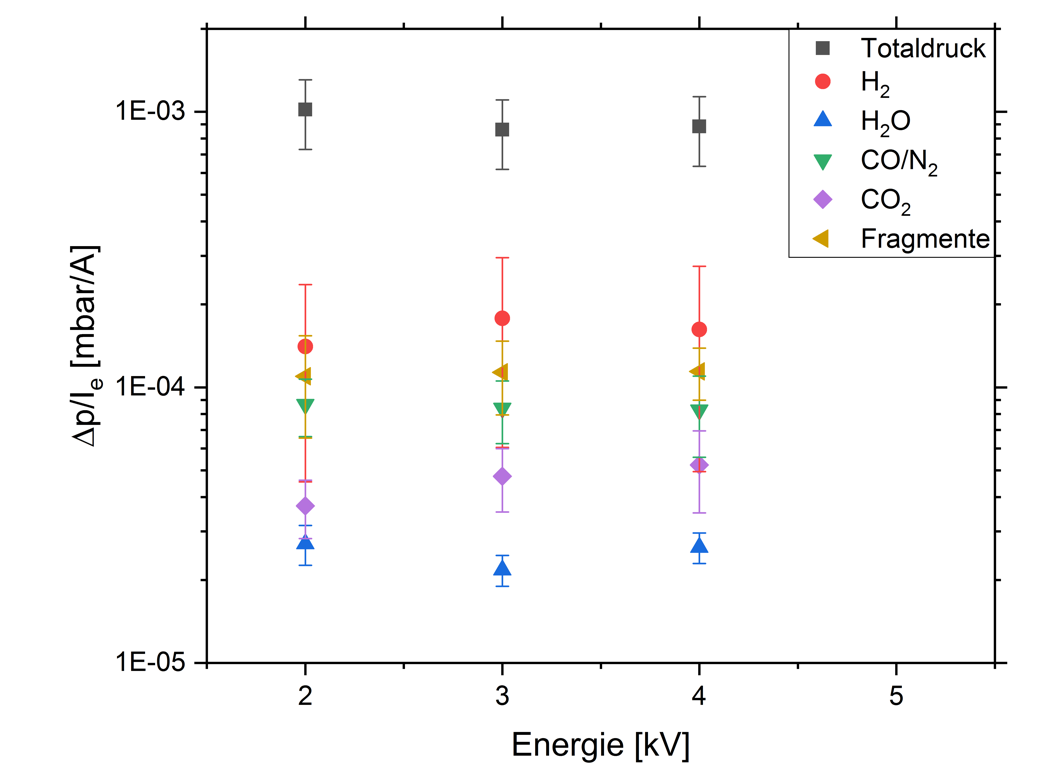 Totaldruck
H₂
H₂O
CO/N₂
CO₂
Fragmente
1E-03
1E-04
1E-05
Δp/Iₑ [mbar/A]
2 3 4 5
Energie [kV]